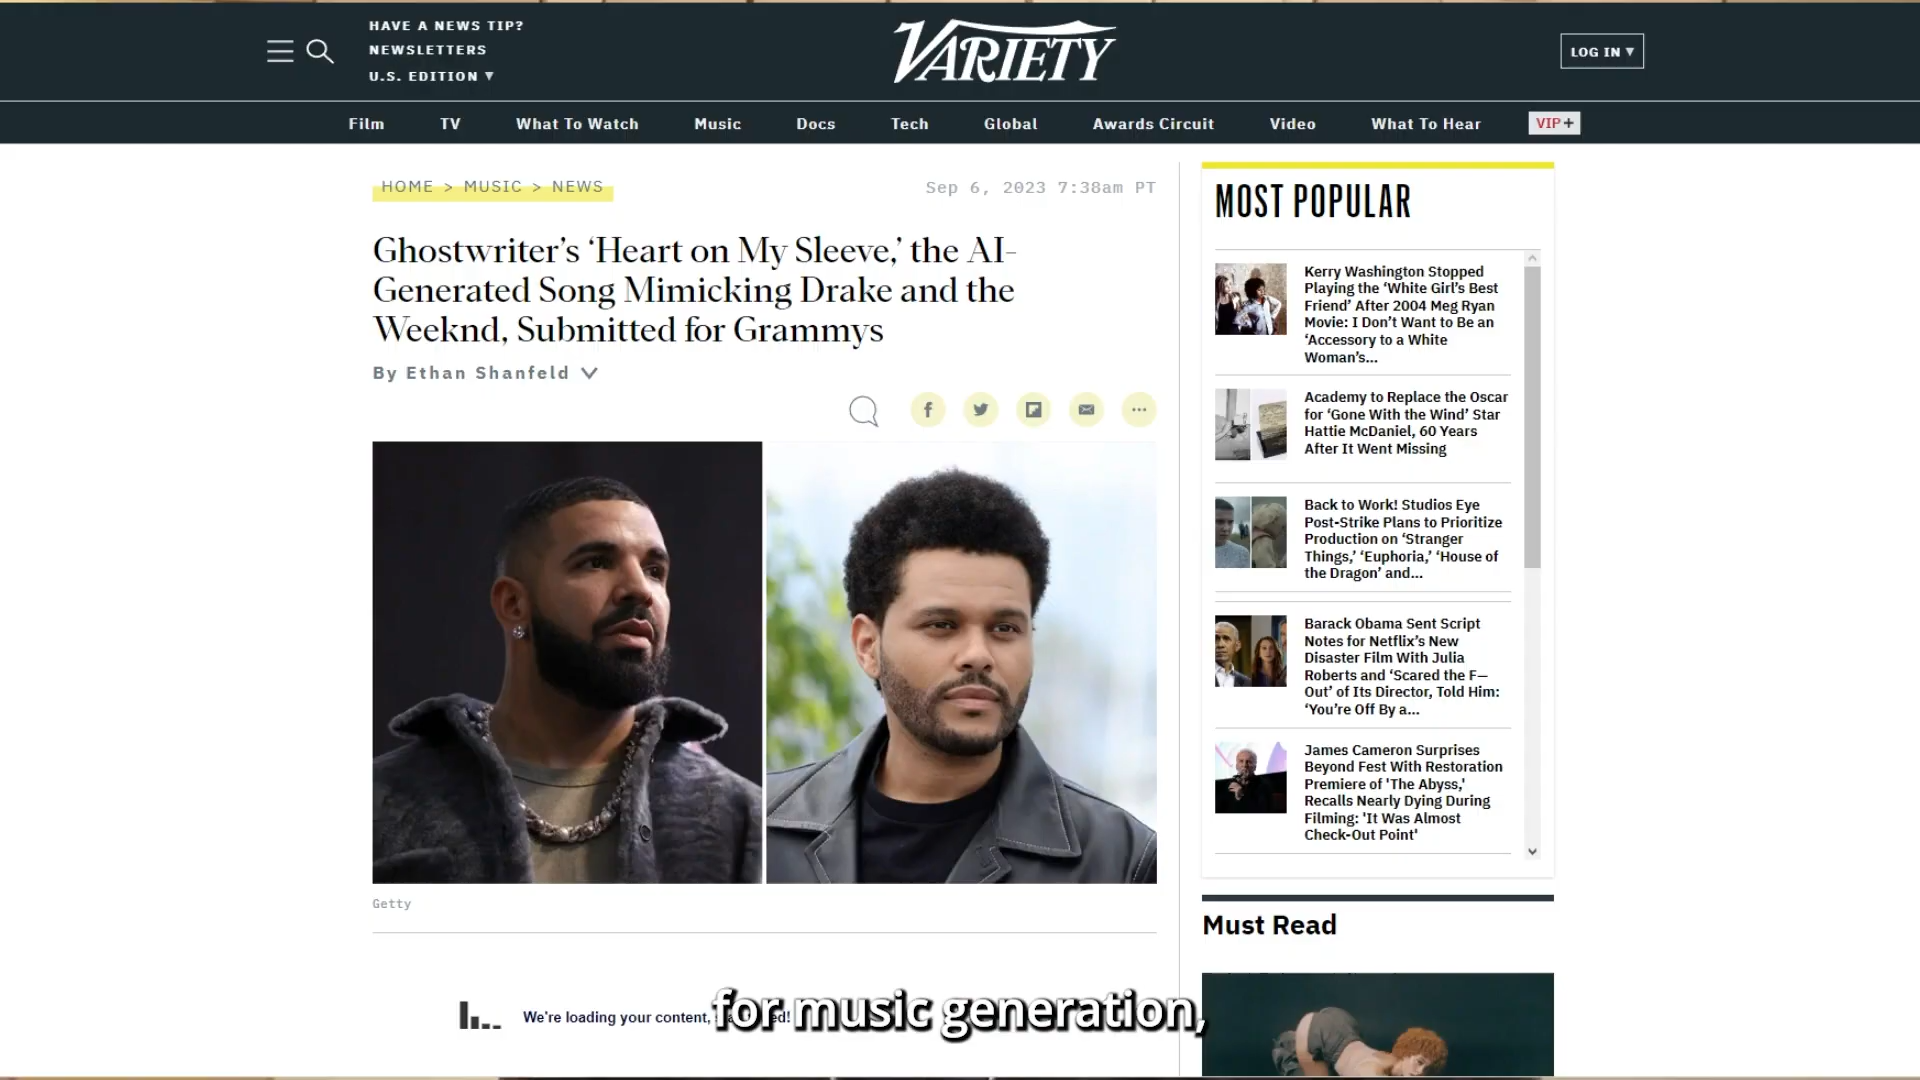 HAVE A NEWS TIP?
NEWSLETTERS
U.S. EDITION ▼
VARIETY
LOG IN ▼
Film TV What To Watch Music Docs Tech Global Awards Circuit Video What To Hear VIP+
HOME > MUSIC > NEWS
Sep 6, 2023 7:38am PT
Ghostwriter’s ‘Heart on My Sleeve,’ the AI-
Generated Song Mimicking Drake and the
Weeknd, Submitted for Grammys
By Ethan Shanfeld
Getty
We're loading your content,
for music generation,
MOST POPULAR
Kerry Washington Stopped
Playing the ‘White Girl’s Best
Friend’ After 2004 Meg Ryan
Movie: I Don’t Want to Be an
‘Accessory to a White
Woman’s...
Academy to Replace the Oscar
for ‘Gone With the Wind’ Star
Hattie McDaniel, 60 Years
After It Went Missing
Back to Work! Studios Eye
Post-Strike Plans to Prioritize
Production on ‘Stranger
Things,’ ‘Euphoria,’ ‘House of
the Dragon’ and...
Barack Obama Sent Script
Notes for Netflix’s New
Disaster Film With Julia
Roberts and ‘Scared the F—
Out’ of Its Director, Told Him:
‘You’re Off By a...
James Cameron Surprises
Beyond Fest With Restoration
Premiere of 'The Abyss,'
Recalls Nearly Dying During
Filming: 'It Was Almost
Check-Out Point'
Must Read